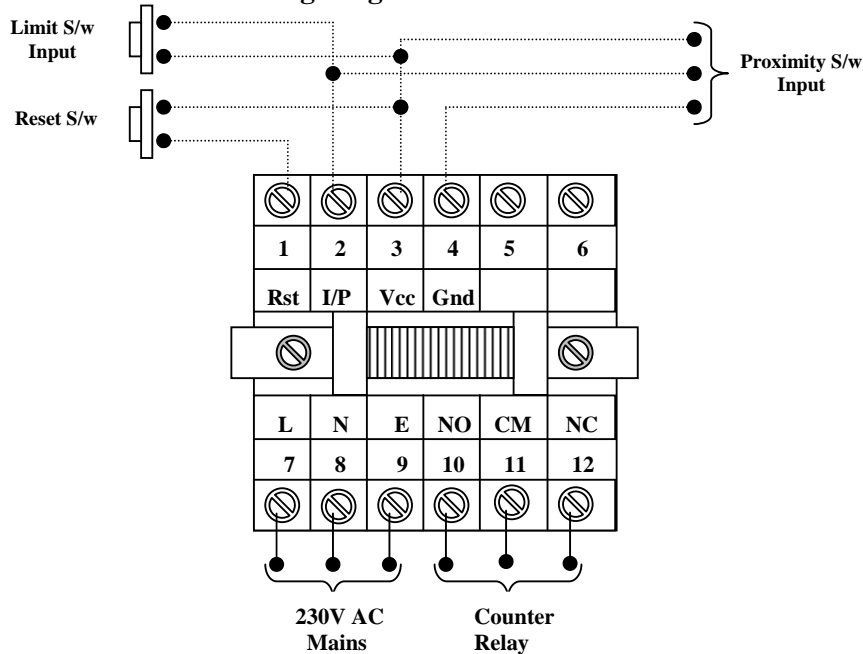 Limit S/w
Input
Reset S/w
Proximity S/w
Input
1 2 3 4 5 6
Rst I/P Vcc Gnd
L N E NO CM NC
7 8 9 10 11 12
230V AC
Mains
Counter
Relay